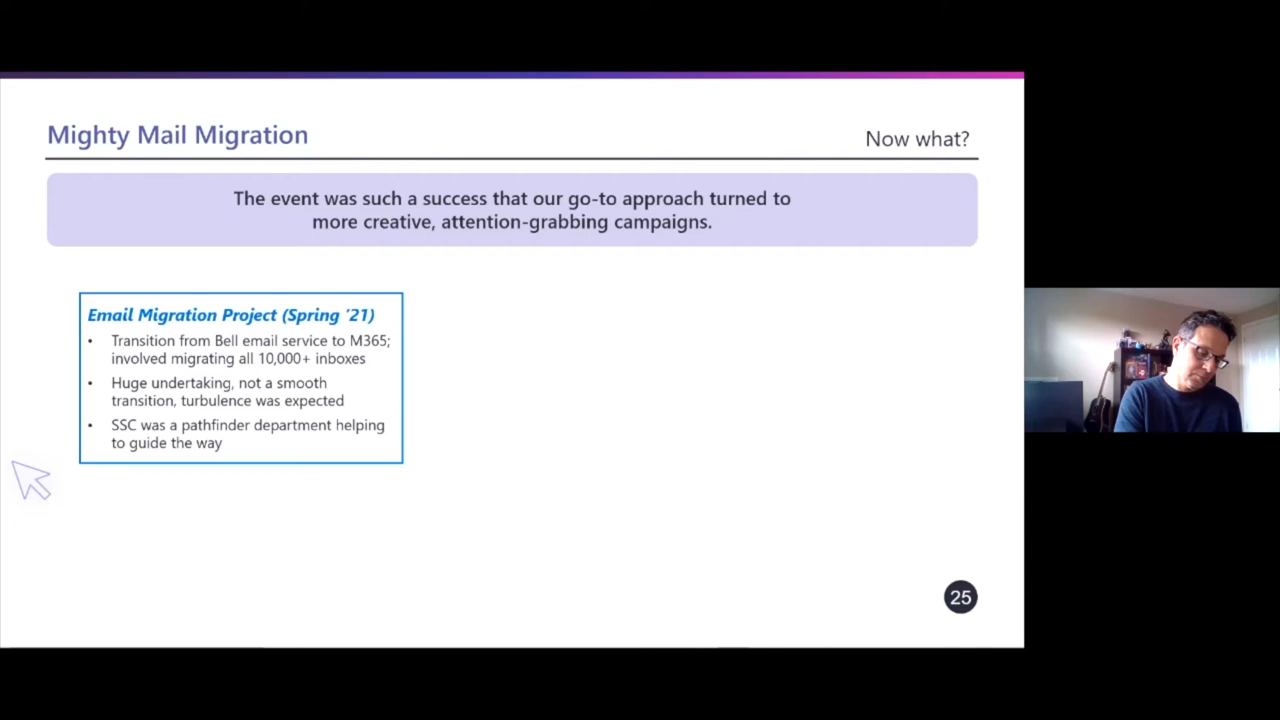 Mighty Mail Migration
Now what?
The event was such a success that our go-to approach turned to
more creative, attention-grabbing campaigns.
Email Migration Project (Spring '21)
• Transition from Bell email service to M365;
involved migrating all 10,000+ inboxes
• Huge undertaking, not a smooth
transition, turbulence was expected
• SSC was a pathfinder department helping
to guide the way
25